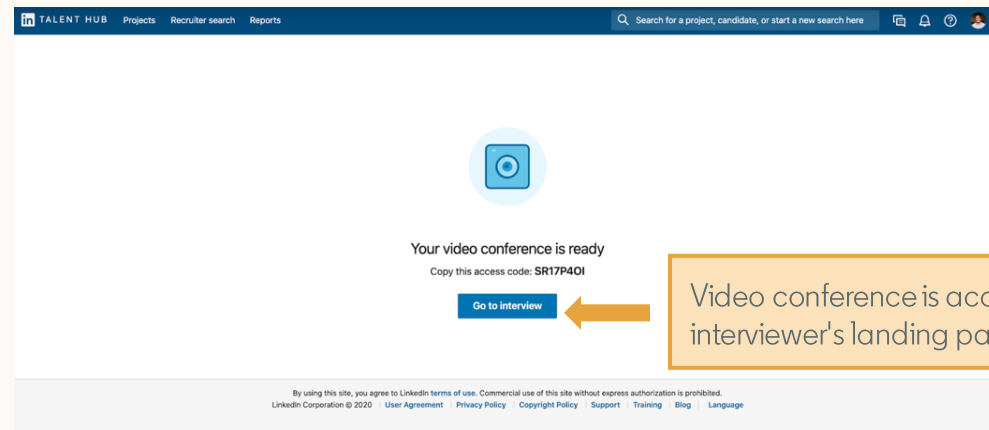 in TALENT HUB Projects Recruiter search Reports Search for a project, candidate, or start a new search here
Your video conference is ready
Copy this access code: SR17P4OI
Go to interview
Video conference is
interviewer's landing
By using this site, you agree to LinkedIn terms of use. Commercial use of this site without express authorization is prohibited.
LinkedIn Corporation © 2020 User Agreement Privacy Policy Copyright Policy Support Training Blog Language